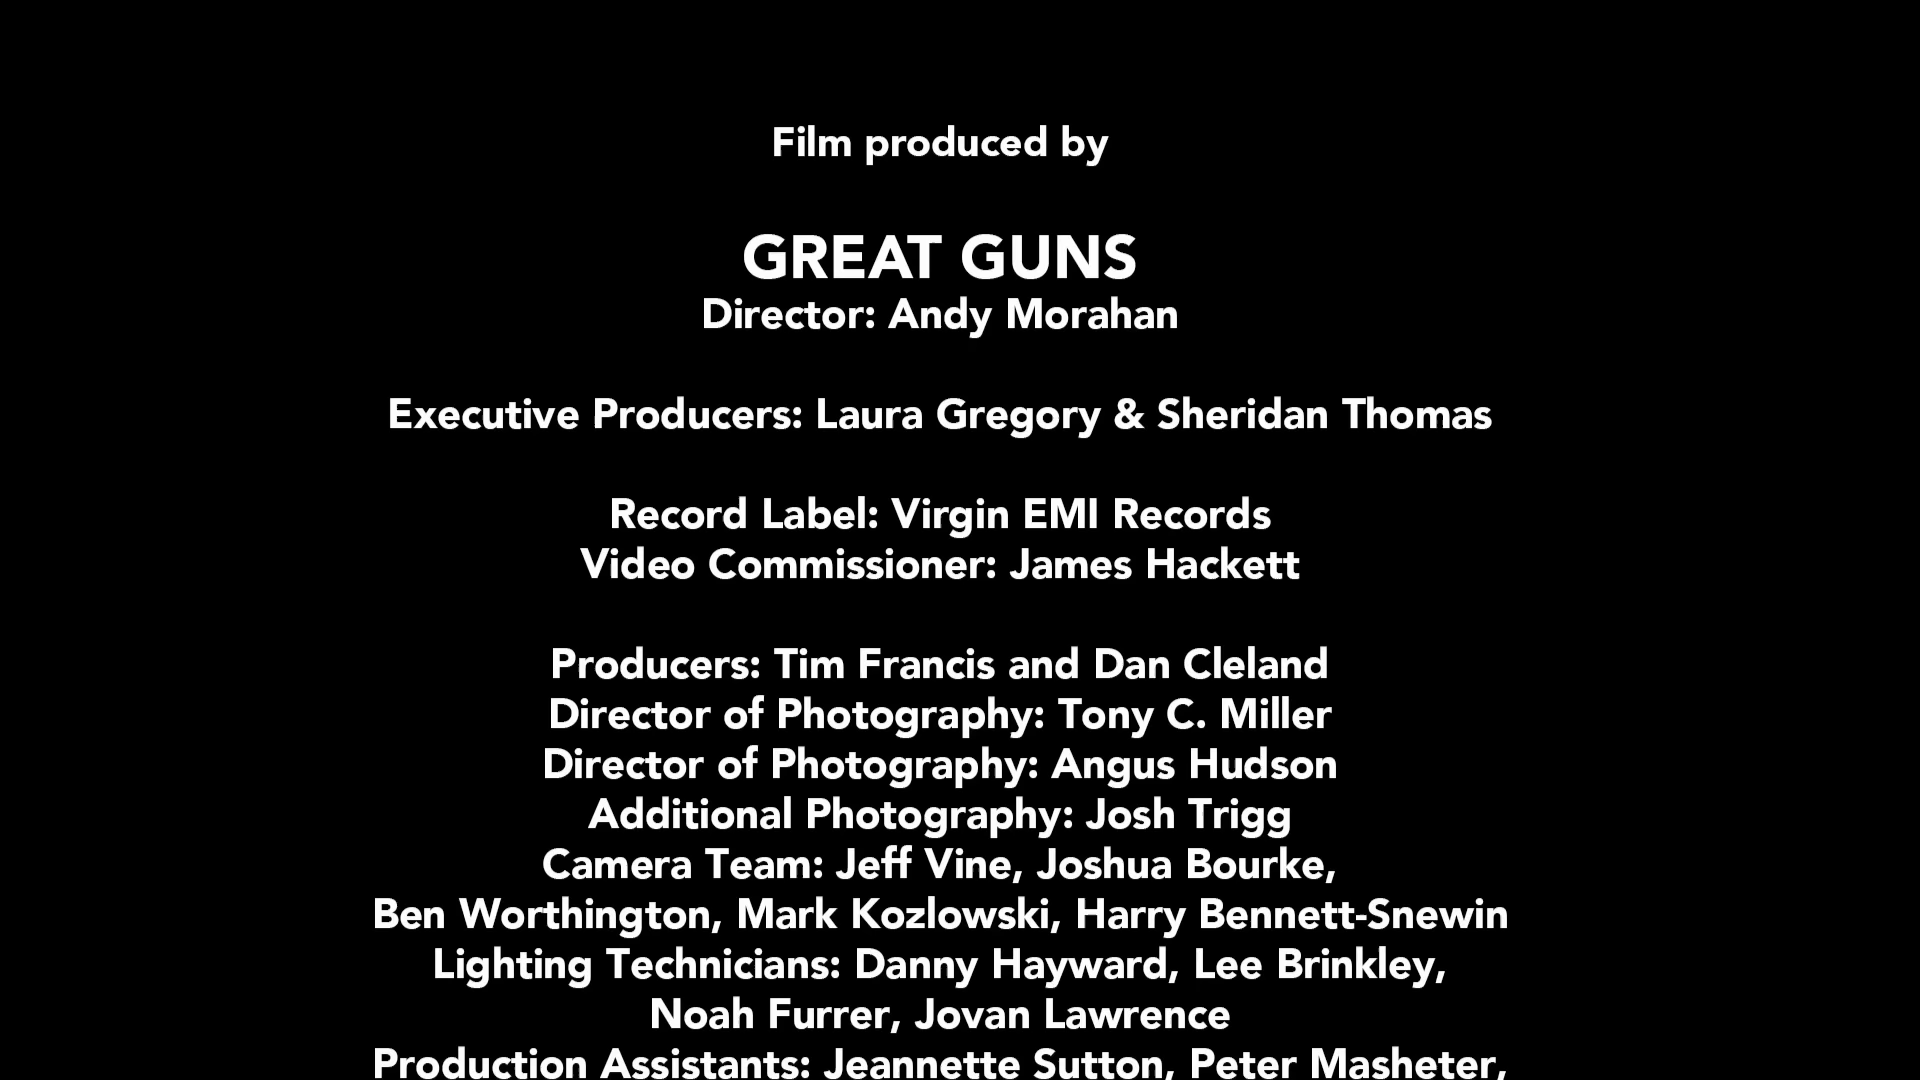 Film produced by
GREAT GUNS
Director: Andy Morahan
Executive Producers: Laura Gregory & Sheridan Thomas
Record Label: Virgin EMI Records
Video Commissioner: James Hackett
Producers: Tim Francis and Dan Cleland
Director of Photography: Tony C. Miller
Director of Photography: Angus Hudson
Additional Photography: Josh Trigg
Camera Team: Jeff Vine, Joshua Bourke,
Ben Worthington, Mark Kozlowski, Harry Bennett-Snewin
Lighting Technicians: Danny Hayward, Lee Brinkley,
Noah Furrer, Jovan Lawrence
Production Assistants: Jeannette Sutton, Peter Masheter,